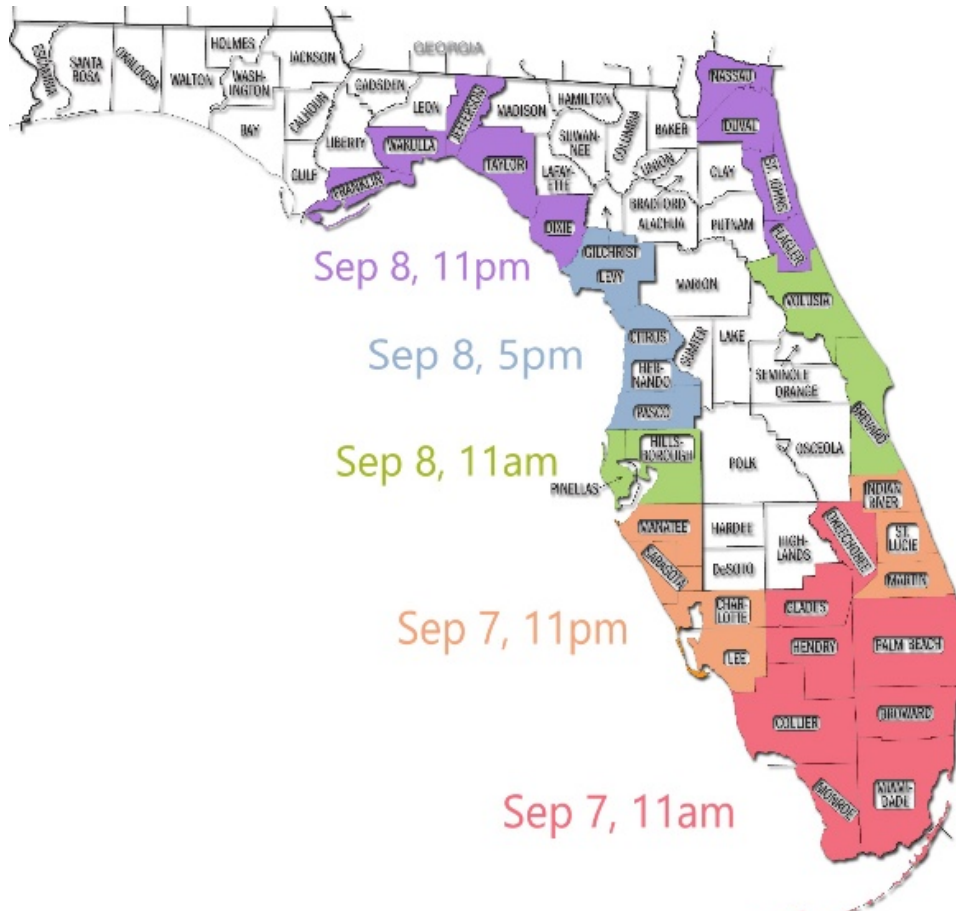 GEORGIA
ESCAMBIA
SANTA
ROSA
OKALOOSA
WALTON
HOLMES
WASH-
INGTON
JACKSON
BAY
CALHOUN
GULF
LIBERTY
GADSDEN
LEON
WAKULLA
FRANKLIN
JEFFERSON
MADISON
TAYLOR
HAMILTON
SUWAN-
NEE
LAFAY-
ETTE
DIXIE
COLUMBIA
BAKER
UNION
BRADFORD
ALACHUA
NASSAU
DUVAL
CLAY
ST. JOHNS
PUTNAM
FLAGLER
Sep 8, 11pm
GILCHRIST
LEVY
MARION
VOLUSIA
Sep 8, 5pm
CITRUS
SUMTER
LAKE
HER-
NANDO
PASCO
SEMINOLE
ORANGE
BREVARD
Sep 8, 11am
PINELLAS
HILLS-
BOROUGH
POLK
OSCEOLA
INDIAN
RIVER
MANATEE
HARDEE
HIGH-
LANDS
OKEECHOBEE
ST.
LUCIE
SARASOTA
DeSOTO
MARTIN
Sep 7, 11pm
CHAR-
LOTTE
GLADES
LEE
HENDRY
PALM BEACH
COLLIER
BROWARD
Sep 7, 11am
MONROE
MIAMI-
DADE